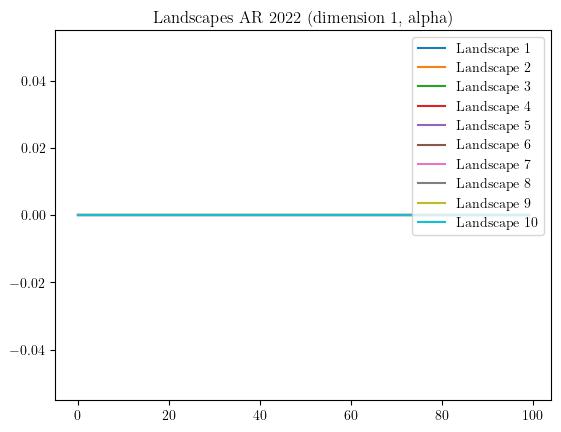 Landscapes AR 2022 (dimension 1, alpha)
Landscape 1
Landscape 2
Landscape 3
Landscape 4
Landscape 5
Landscape 6
Landscape 7
Landscape 8
Landscape 9
Landscape 10
0.04
0.02
0.00
−0.02
−0.04
0 20 40 60 80 100